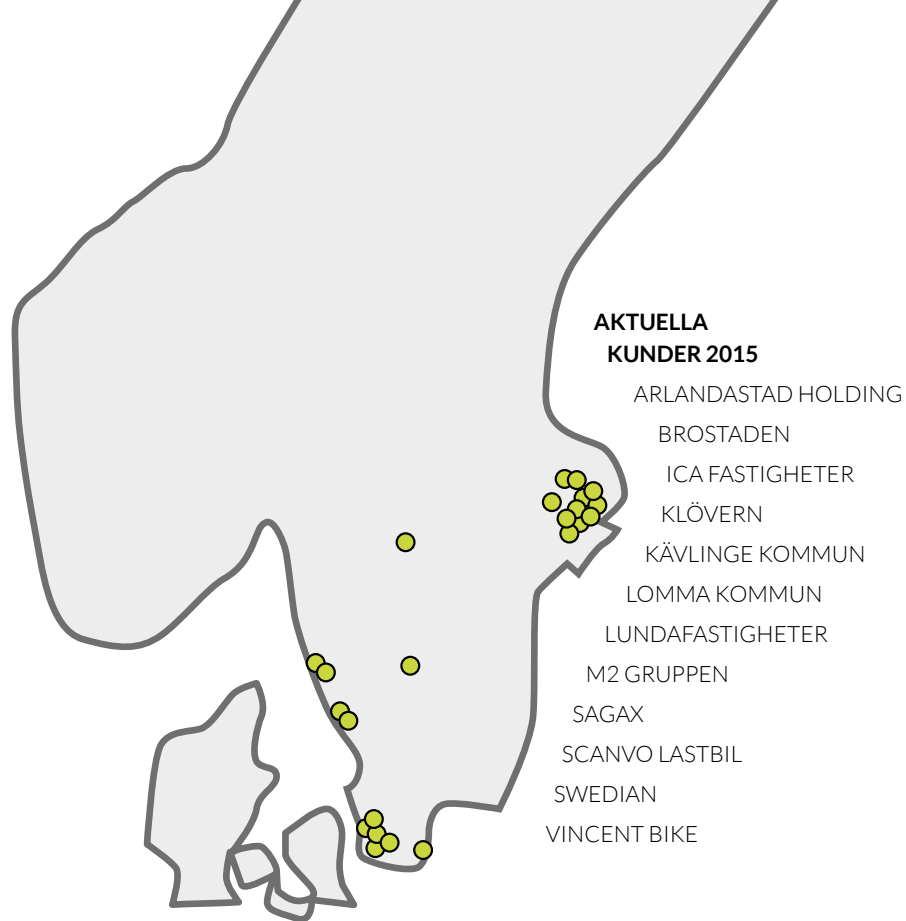 AKTUELLA
KUNDER 2015
ARLANDASTAD HOLDING
BROSTADEN
ICA FASTIGHETER
KLÖVERN
KÄVLINGE KOMMUN
LOMMA KOMMUN
LUNDAFASTIGHETER
M2 GRUPPEN
SAGAX
SCANVO LASTBIL
SWEDIAN
VINCENT BIKE